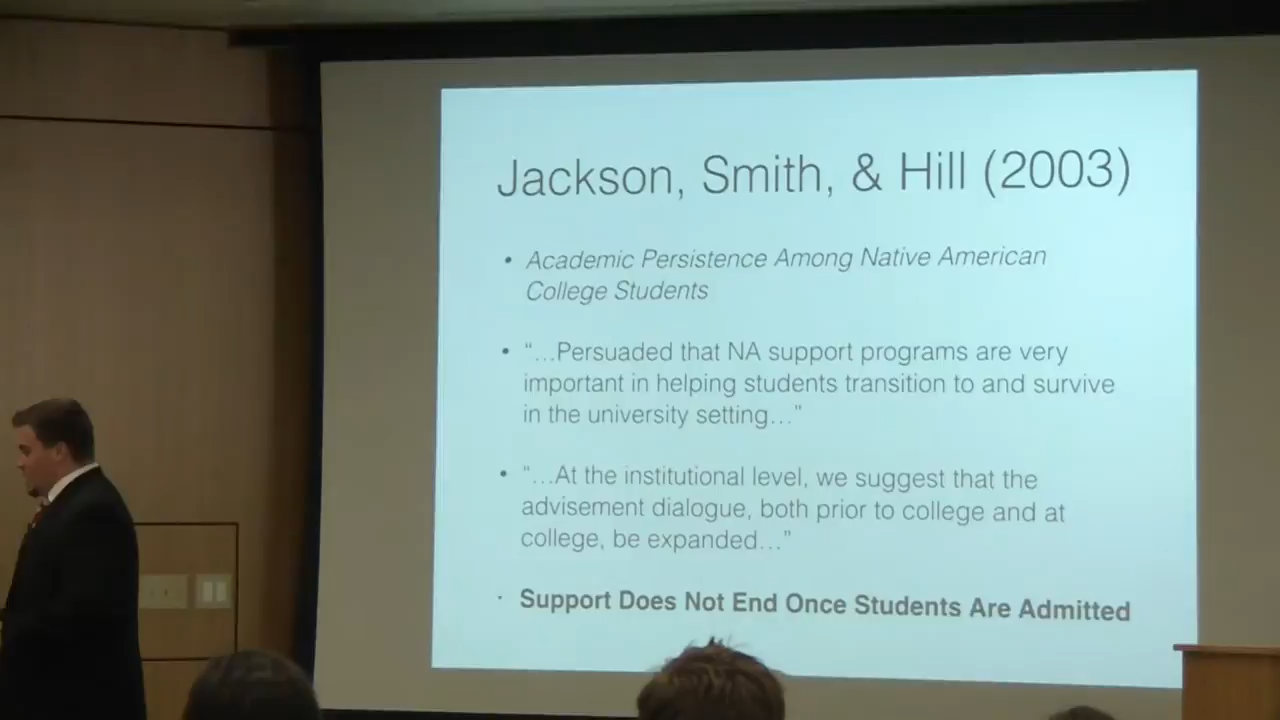 Jackson, Smith, & Hill (2003)
• Academic Persistence Among Native American
College Students
• “…Persuaded that NA support programs are very
important in helping students transition to and survive
in the university setting…”
• “…At the institutional level, we suggest that the
advisement dialogue, both prior to college and at
college, be expanded…”
· Support Does Not End Once Students Are Admitted